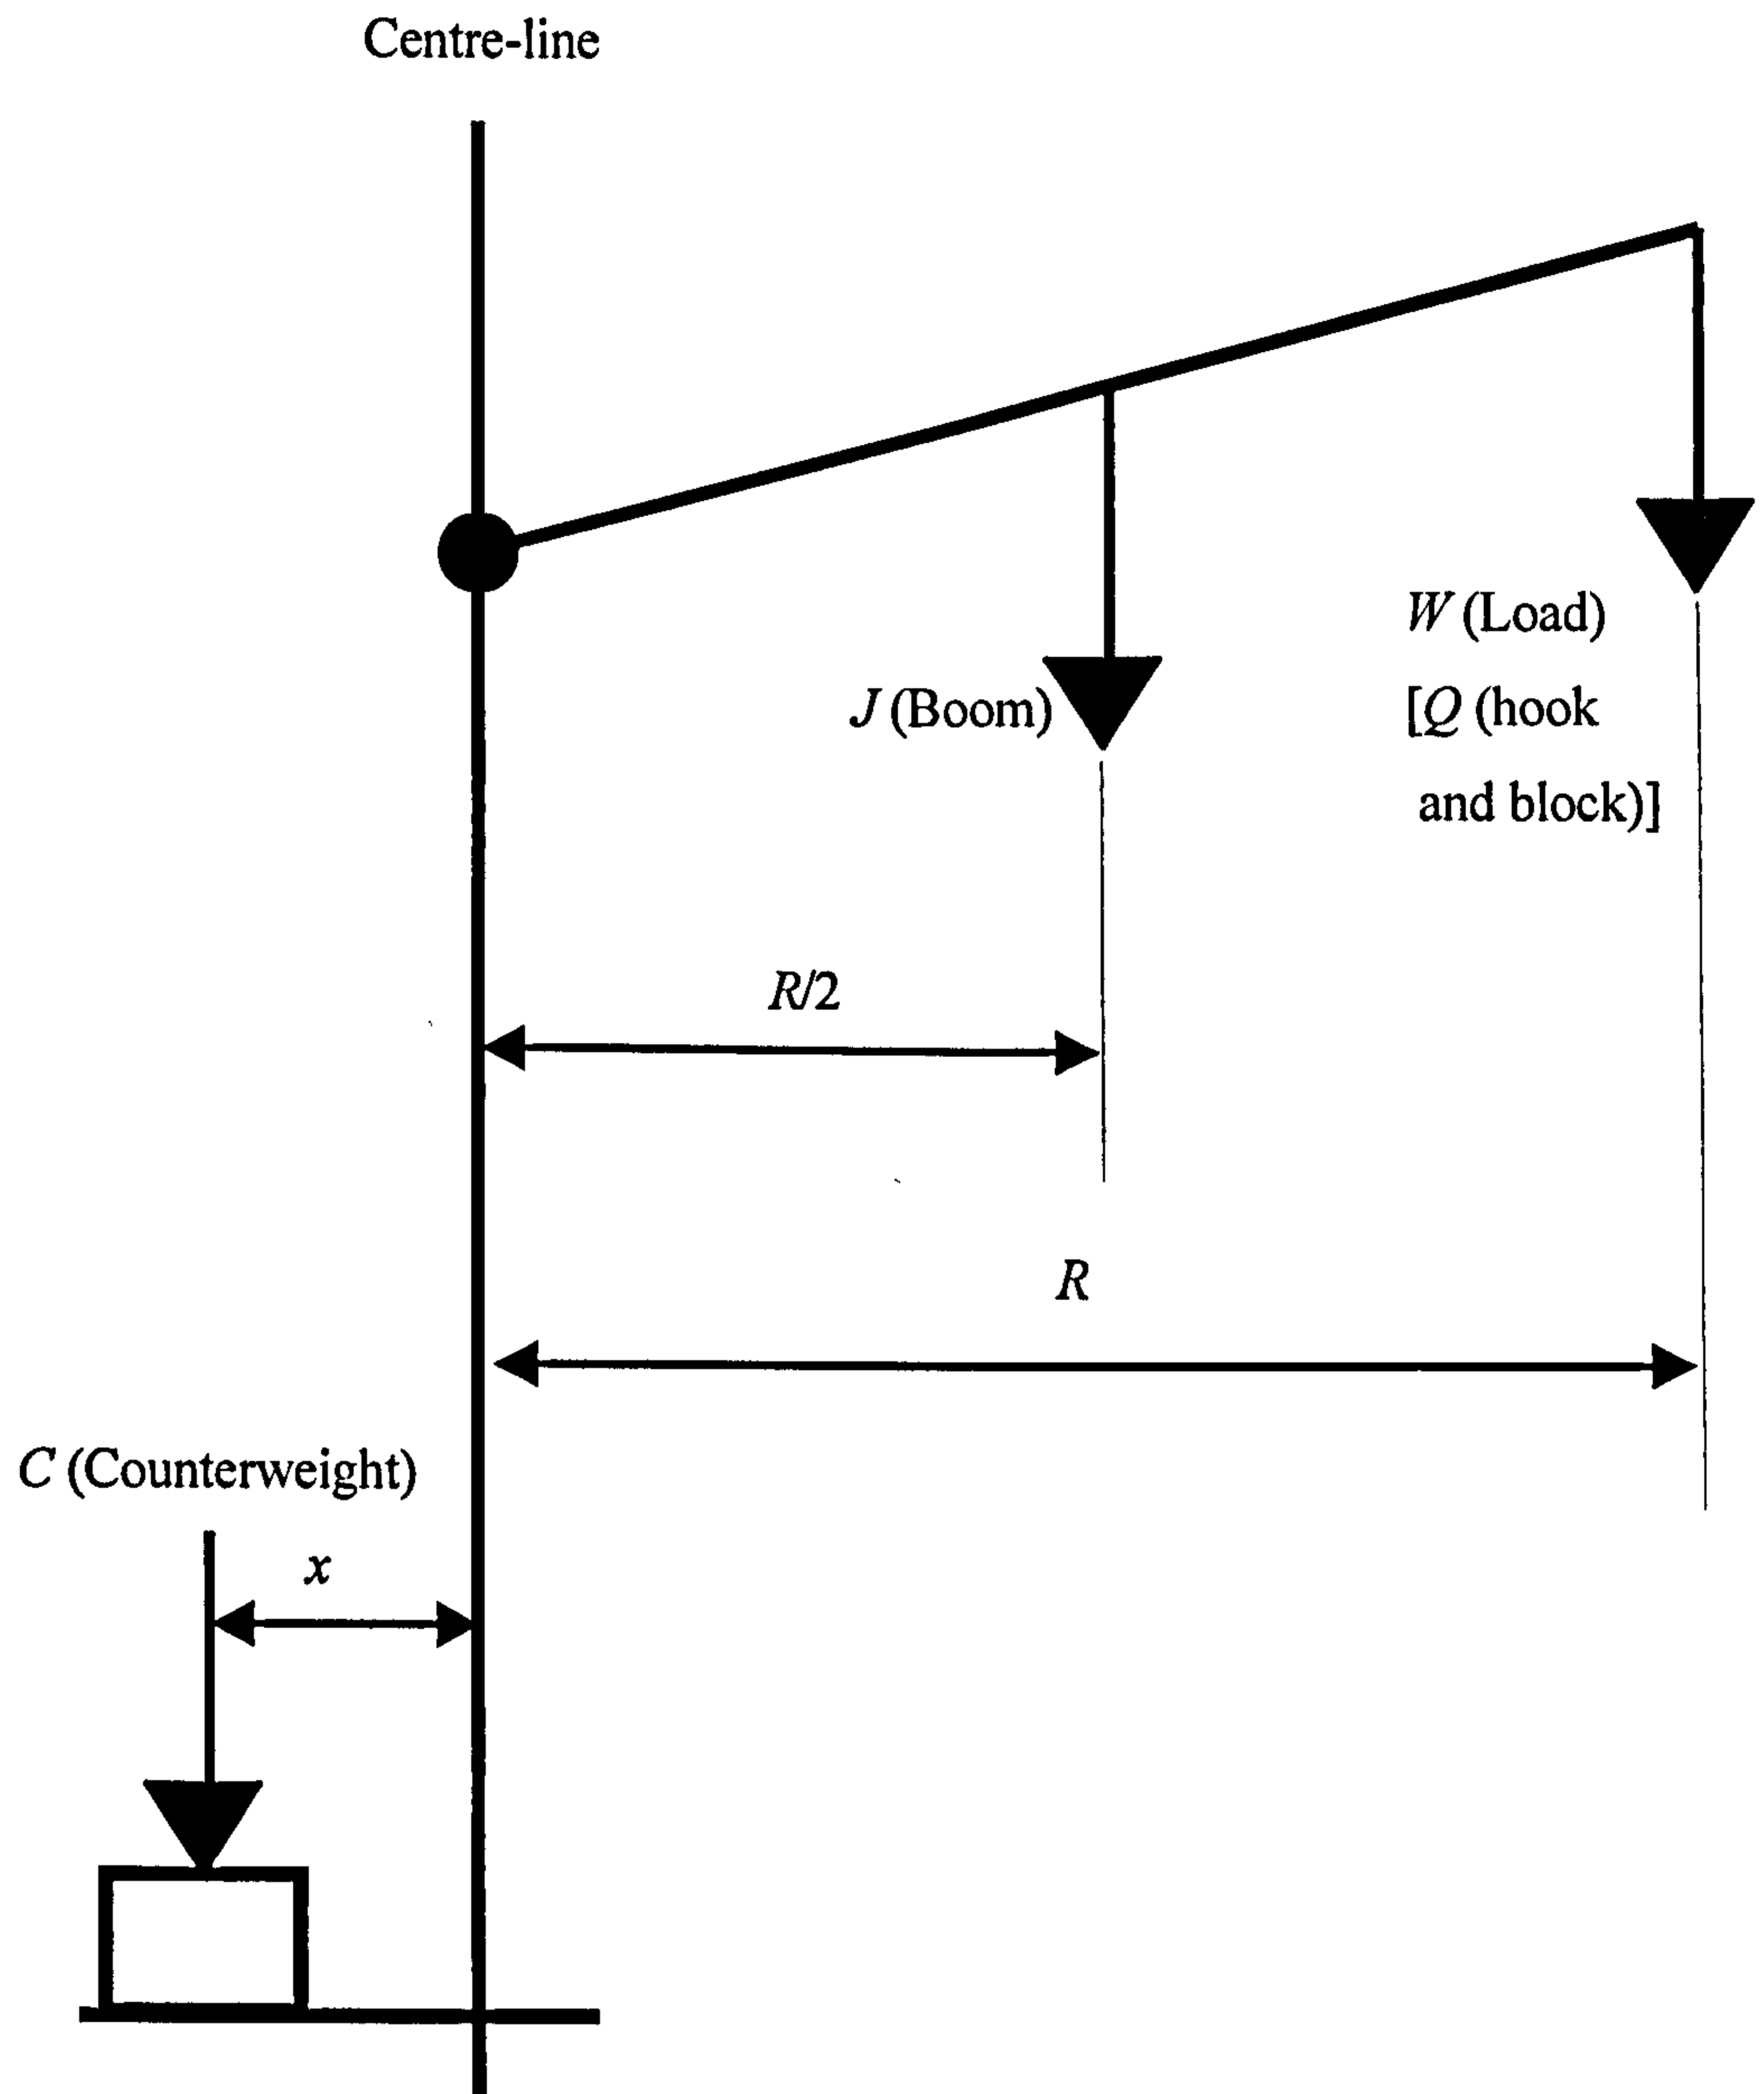 Centre-line
W (Load)
[Q (hook
and block)]
J (Boom)
R/2
R
C (Counterweight)
x